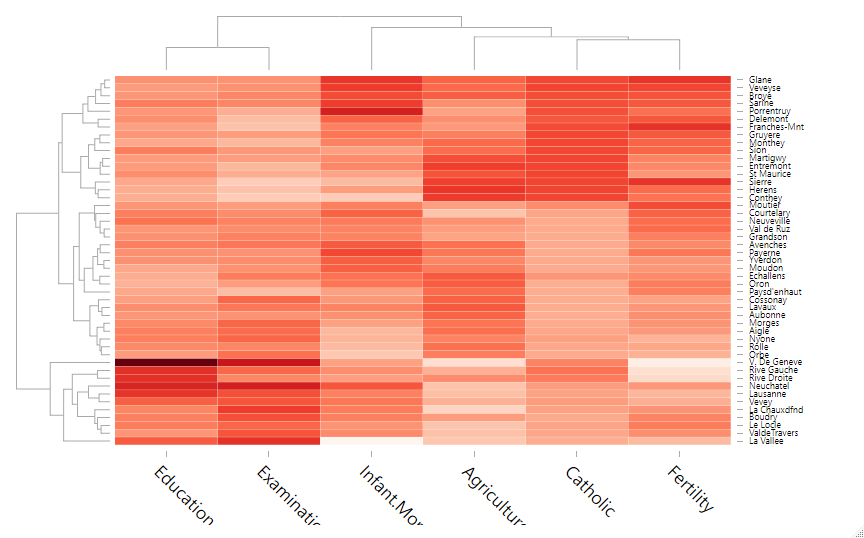 Glane
Veveyse
Broye
Sarine
Porrentruy
Delemont
Franches-Mnt
Gruyere
Monthey
Sion
Martigwy
Entremont
St Maurice
Sierre
Herens
Conthey
Moutier
Courtelary
Neuveville
Val de Ruz
Grandson
Avenches
Payerne
Yverdon
Moudon
Echallens
Oron
Paysd'enhaut
Cossonay
Lavaux
Aubonne
Morges
Aigle
Nyone
Rolle
Orbe
V. De Geneve
Rive Gauche
Rive Droite
Neuchatel
Lausanne
Vevey
La Chauxdfnd
Boudry
Le Locle
ValdeTravers
La Vallee
Education
Examinatic
Infant.Mor
Agricultur
Catholic
Fertility